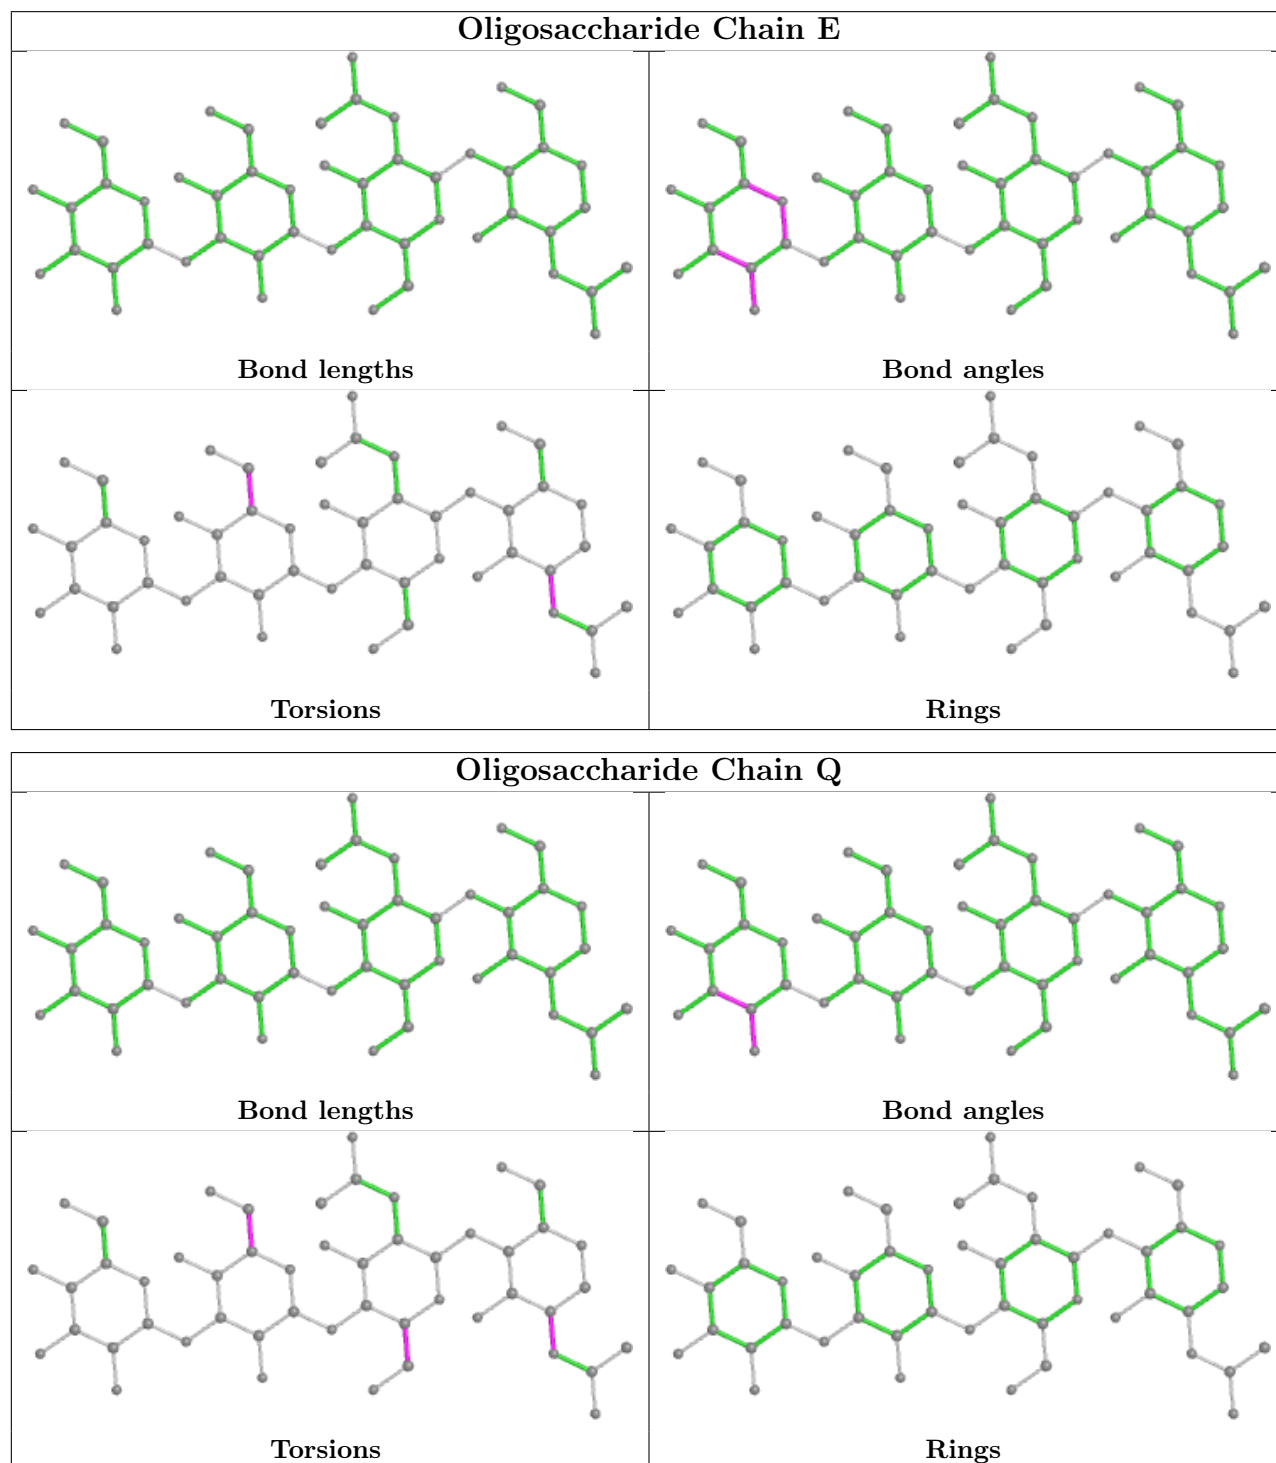 Oligosaccharide Chain E
Bond lengths
Bond angles
Torsions
Rings
Oligosaccharide Chain Q
Bond lengths
Bond angles
Torsions
Rings